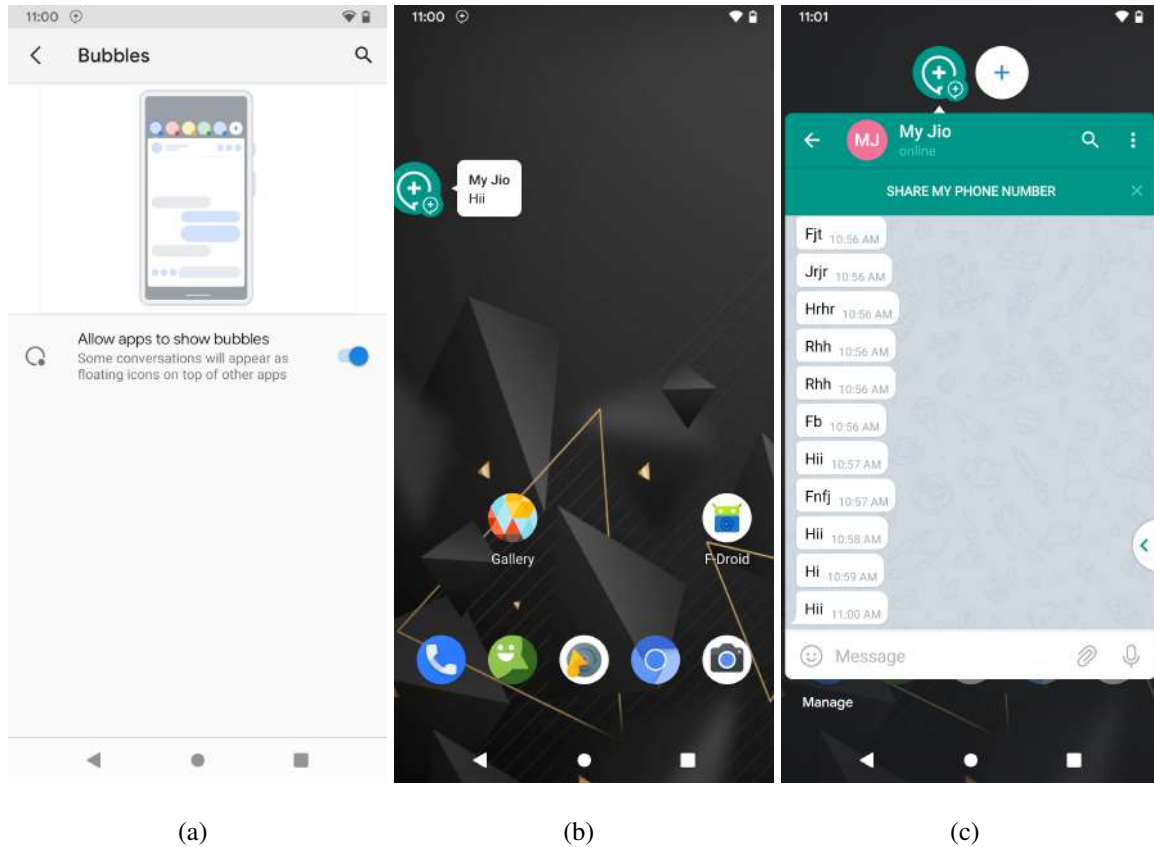 11:00
Bubbles
Allow apps to show bubbles
Some conversations will appear as
floating icons on top of other apps
(a)
11:00
My Jio
Hii
Gallery
F-Droid
(b)
11:01
MJ
My Jio
online
SHARE MY PHONE NUMBER
Fjt 10:56 AM
Jrjr 10:56 AM
Hrhr 10:56 AM
Rhh 10:56 AM
Rhh 10:56 AM
Fb 10:56 AM
Hii 10:57 AM
Fnfj 10:57 AM
Hii 10:58 AM
Hi 10:59 AM
Hii 11:00 AM
Message
Manage
(c)